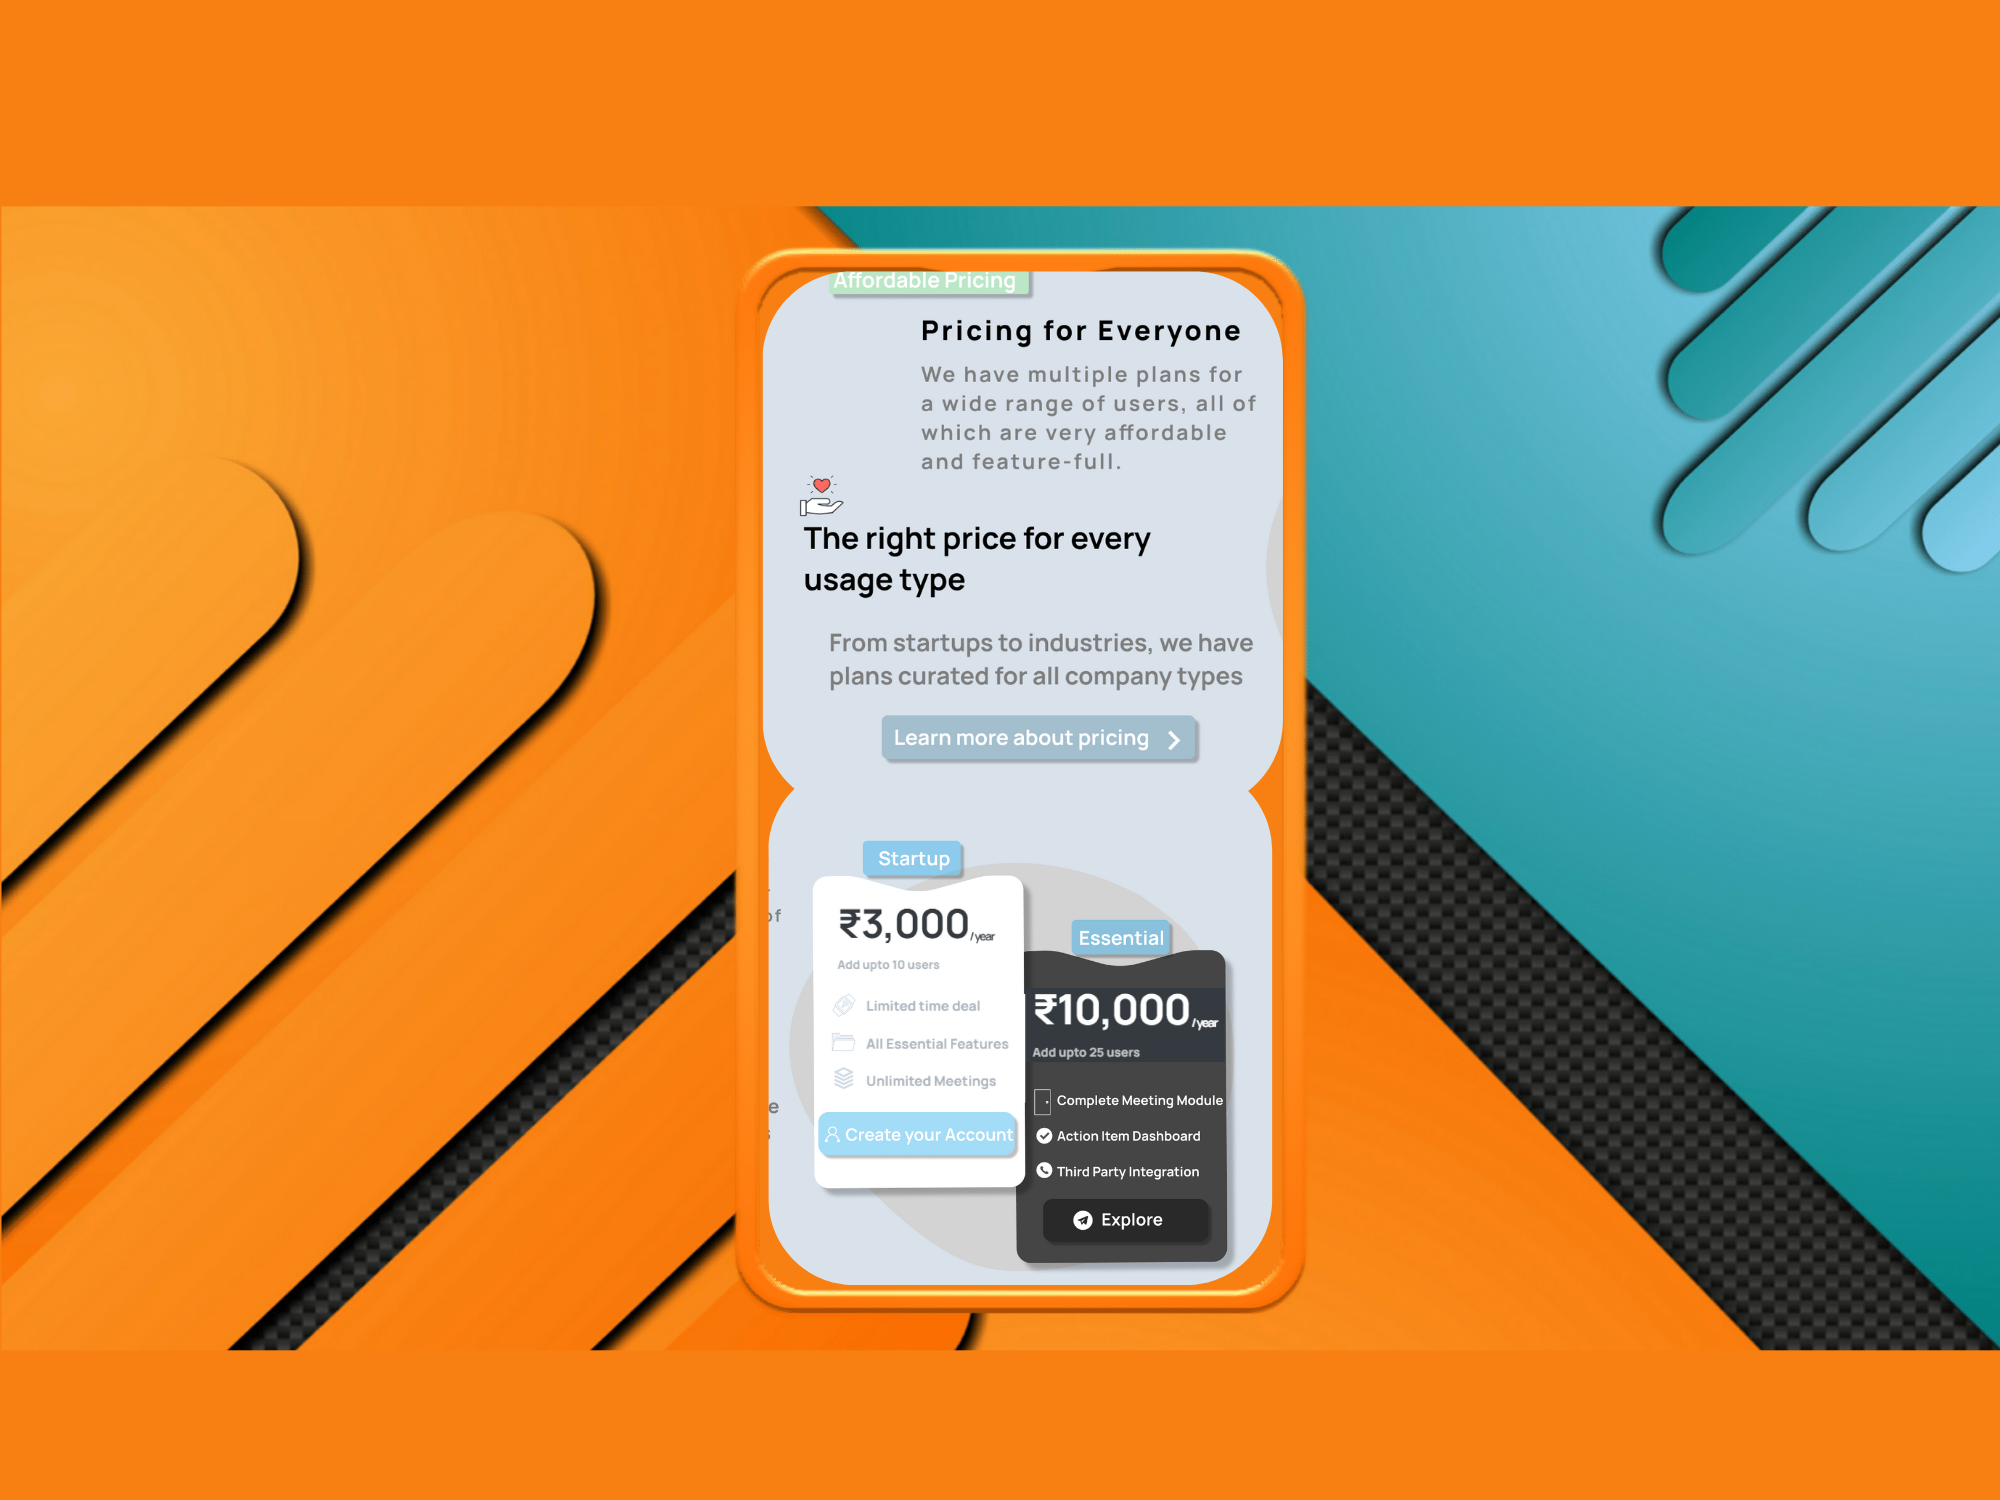 Affordable Pricing
Pricing for Everyone
We have multiple plans for
a wide range of users, all of
which are very affordable
and feature-full.
The right price for every
usage type
From startups to industries, we have
plans curated for all company types
Learn more about pricing
Startup
₹3,000/year
Add upto 10 users
Limited time deal
All Essential Features
Unlimited Meetings
Create your Account
Essential
₹10,000/year
Add upto 25 users
Complete Meeting Module
Action Item Dashboard
Third Party Integration
Explore